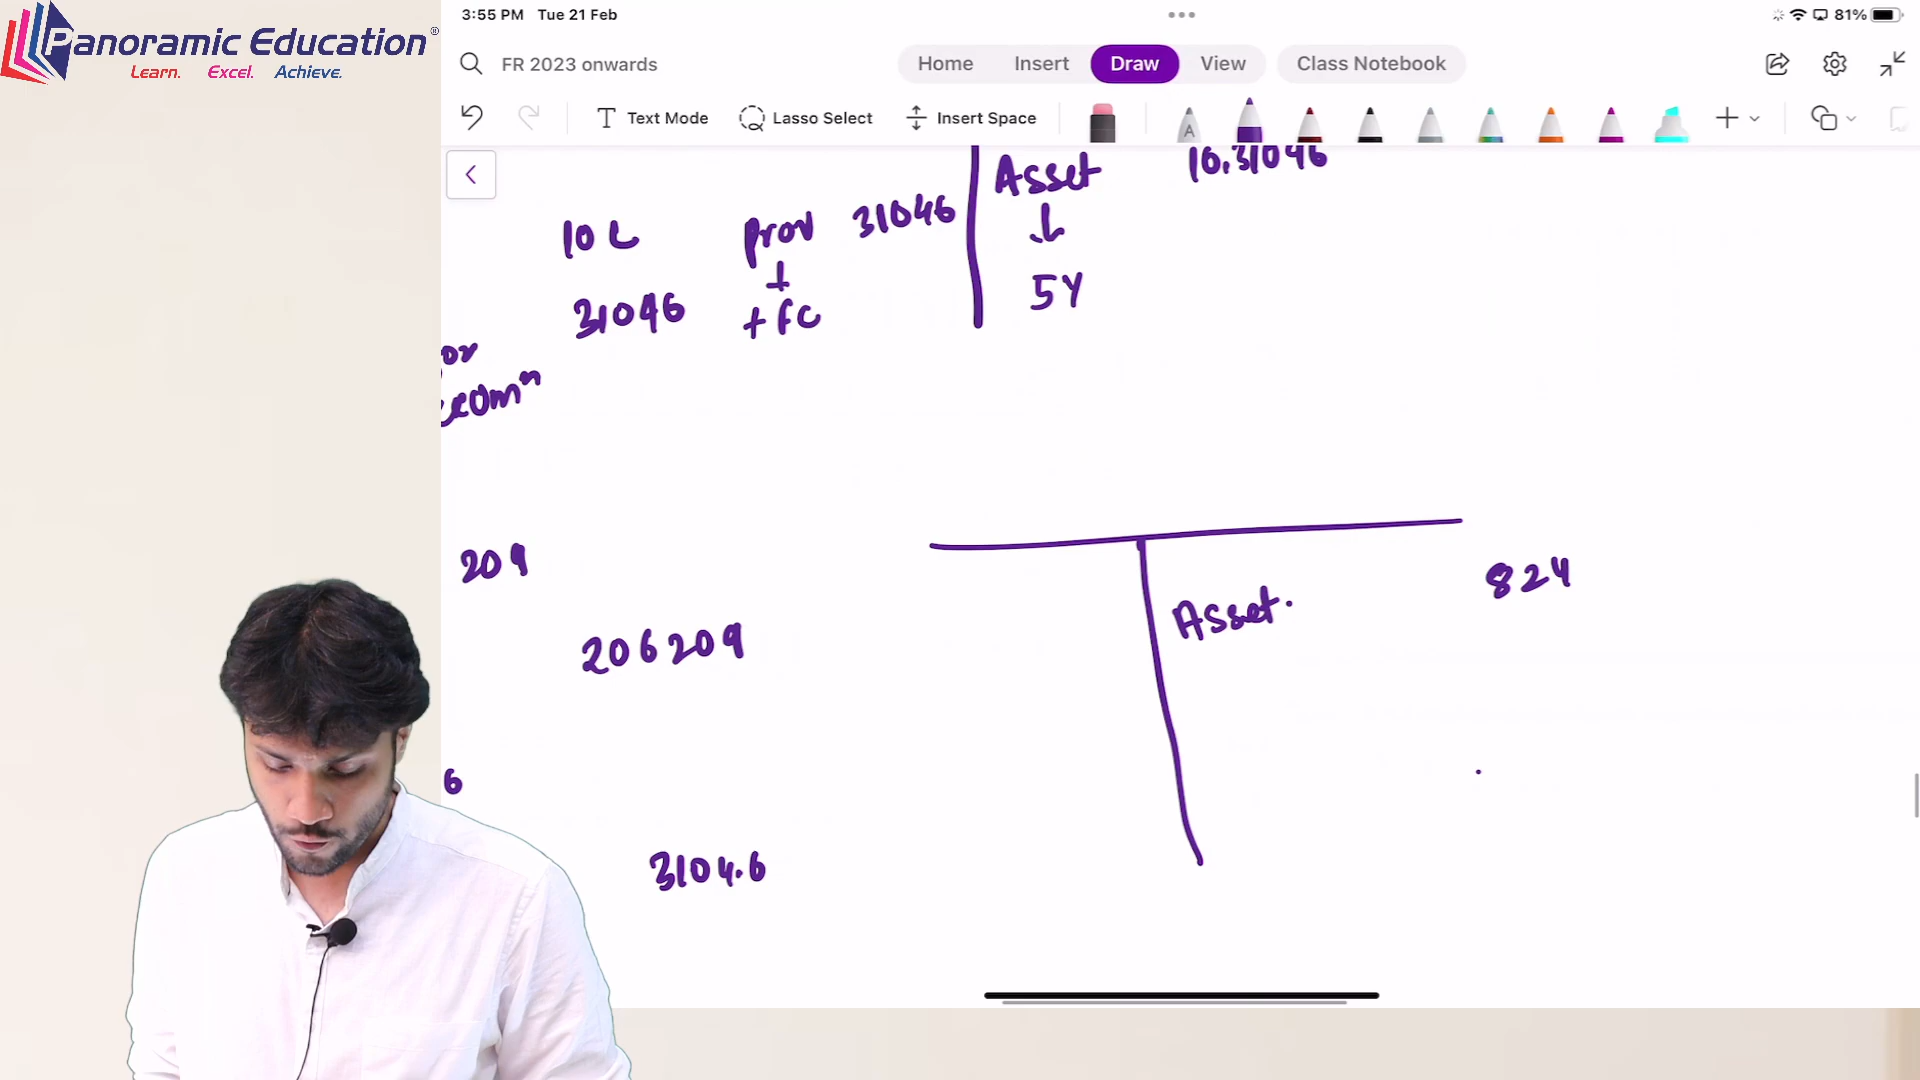 Panoramic Education®
Learn. Excel. Achieve.
3:55 PM Tue 21 Feb
81%
FR 2023 onwards
Home Insert Draw View Class Notebook
Text Mode Lasso Select Insert Space
A
10.31046
Asset
10 L prov 31046
5Y
31046 + FC
or
209
824
Asset.
206209
6
3104.6